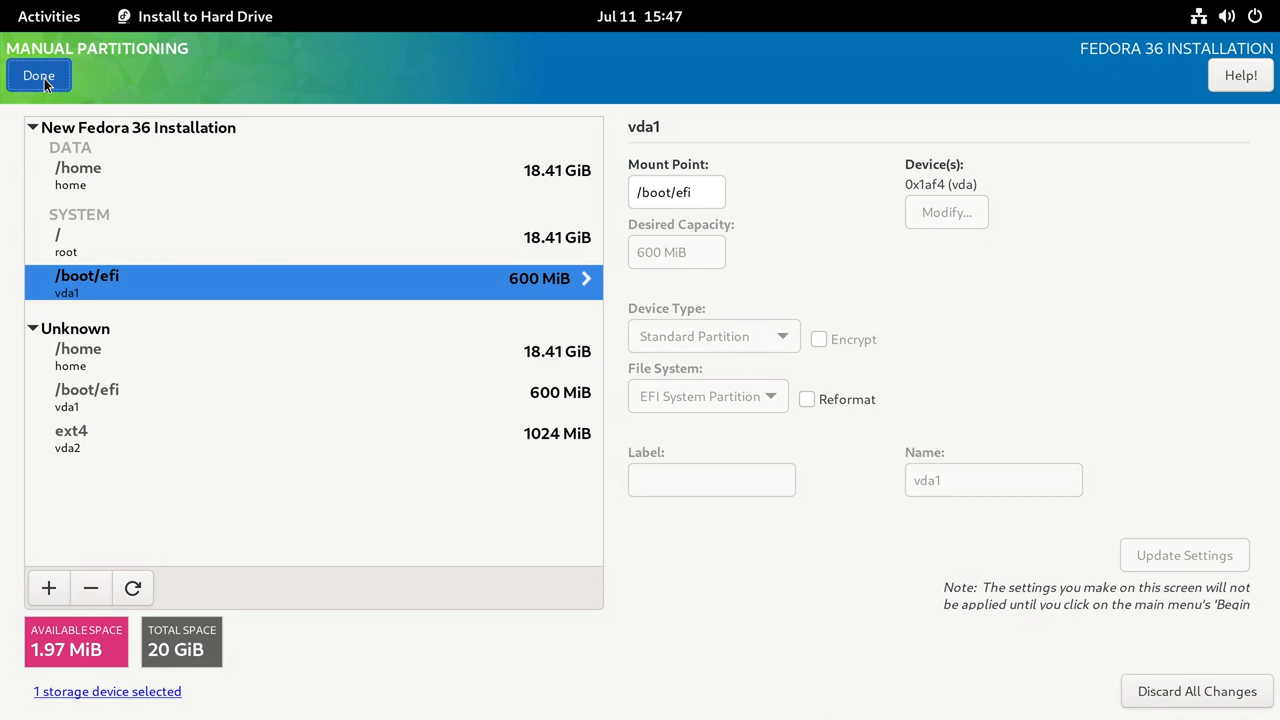 Activities
Install to Hard Drive
Jul 11 15:47
MANUAL PARTITIONING
FEDORA 36 INSTALLATION
Done
Help!
New Fedora 36 Installation
DATA
/home 18.41 GiB
home
SYSTEM
/ 18.41 GiB
root
/boot/efi 600 MiB
vda1
Unknown
/home 18.41 GiB
home
/boot/efi 600 MiB
vda1
ext4 1024 MiB
vda2
AVAILABLE SPACE
1.97 MiB
TOTAL SPACE
20 GiB
1 storage device selected
vda1
Mount Point:
/boot/efi
Device(s):
0x1af4 (vda)
Modify...
Desired Capacity:
600 MiB
Device Type:
Standard Partition
Encrypt
File System:
EFI System Partition
Reformat
Label:
Name:
vda1
Update Settings
Note: The settings you make on this screen will not
be applied until you click on the main menu's 'Begin
Discard All Changes